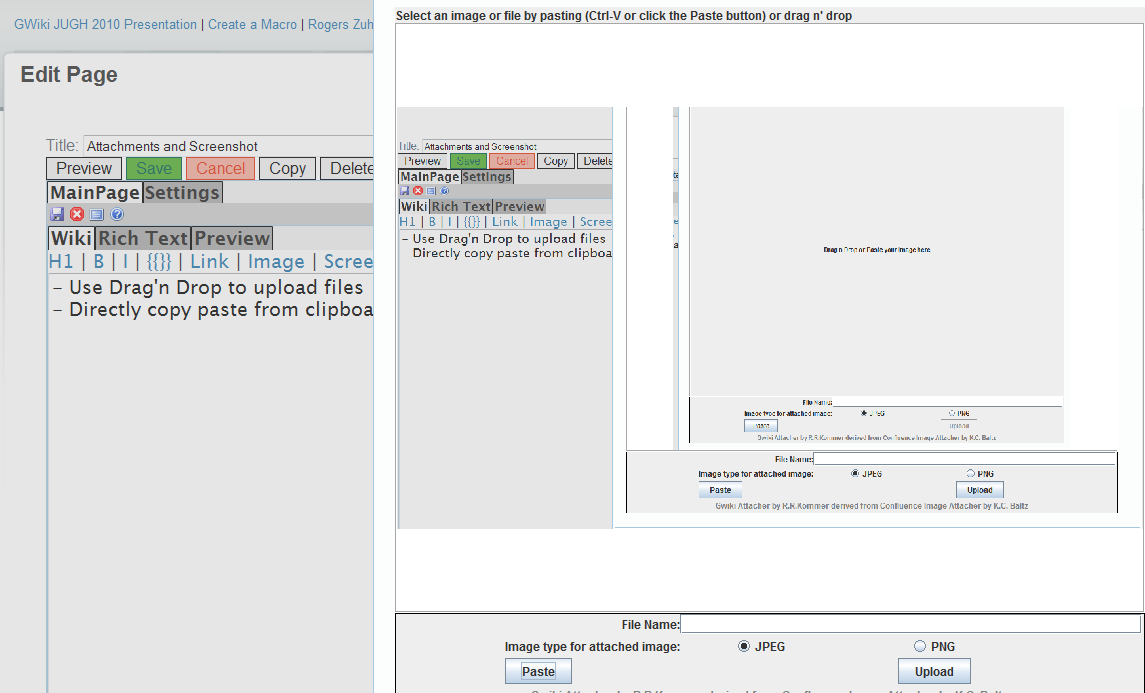 GWiki JUGH 2010 Presentation | Create a Macro | Rogers Zuh
Edit Page
Title: Attachments and Screenshot
Preview Save Cancel Copy Delete
MainPage Settings
Wiki Rich Text Preview
H1 | B | I | {{}} | Link | Image | Scree
– Use Drag'n Drop to upload files
– Directly copy paste from clipboa
Select an image or file by pasting (Ctrl-V or click the Paste button) or drag n' drop
Title: Attachments and Screenshot
Preview Save Cancel Copy Delete
MainPage Settings
Wiki Rich Text Preview
H1 | B | I | {{}} | Link | Image | Scree
– Use Drag'n Drop to upload files
Directly copy paste from clipboa
Drag n Drop or Paste your image here
File Name:
Image type for attached image: JPEG PNG
Paste Upload
Gwiki Attacher by R.R.Kommer derived from Confluence Image Attacher by K.C. Baltz
File Name:
Image type for attached image: JPEG PNG
Paste Upload
Gwiki Attacher by R.R.Kommer derived from Confluence Image Attacher by K.C. Baltz
File Name:
Image type for attached image: JPEG PNG
Paste Upload